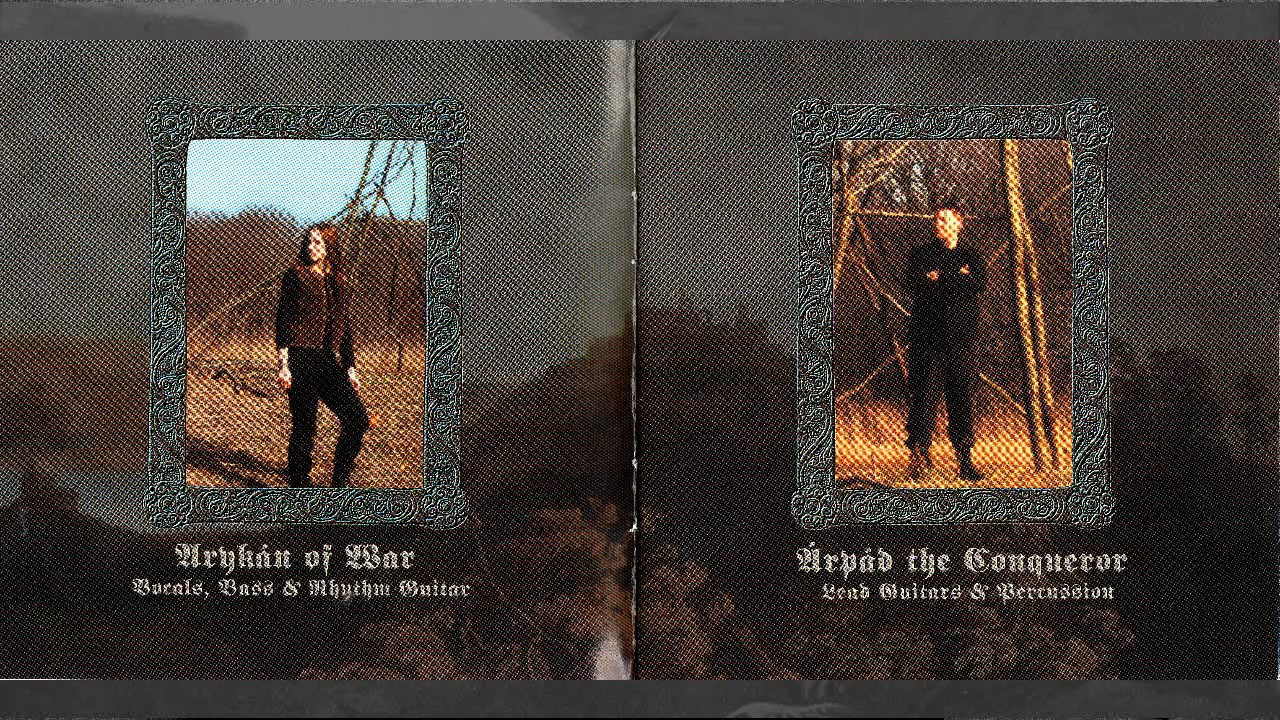 Arykán of War
Vocals, Bass & Rhythm Guitar
Árpád the Conqueror
Lead Guitars & Percussion